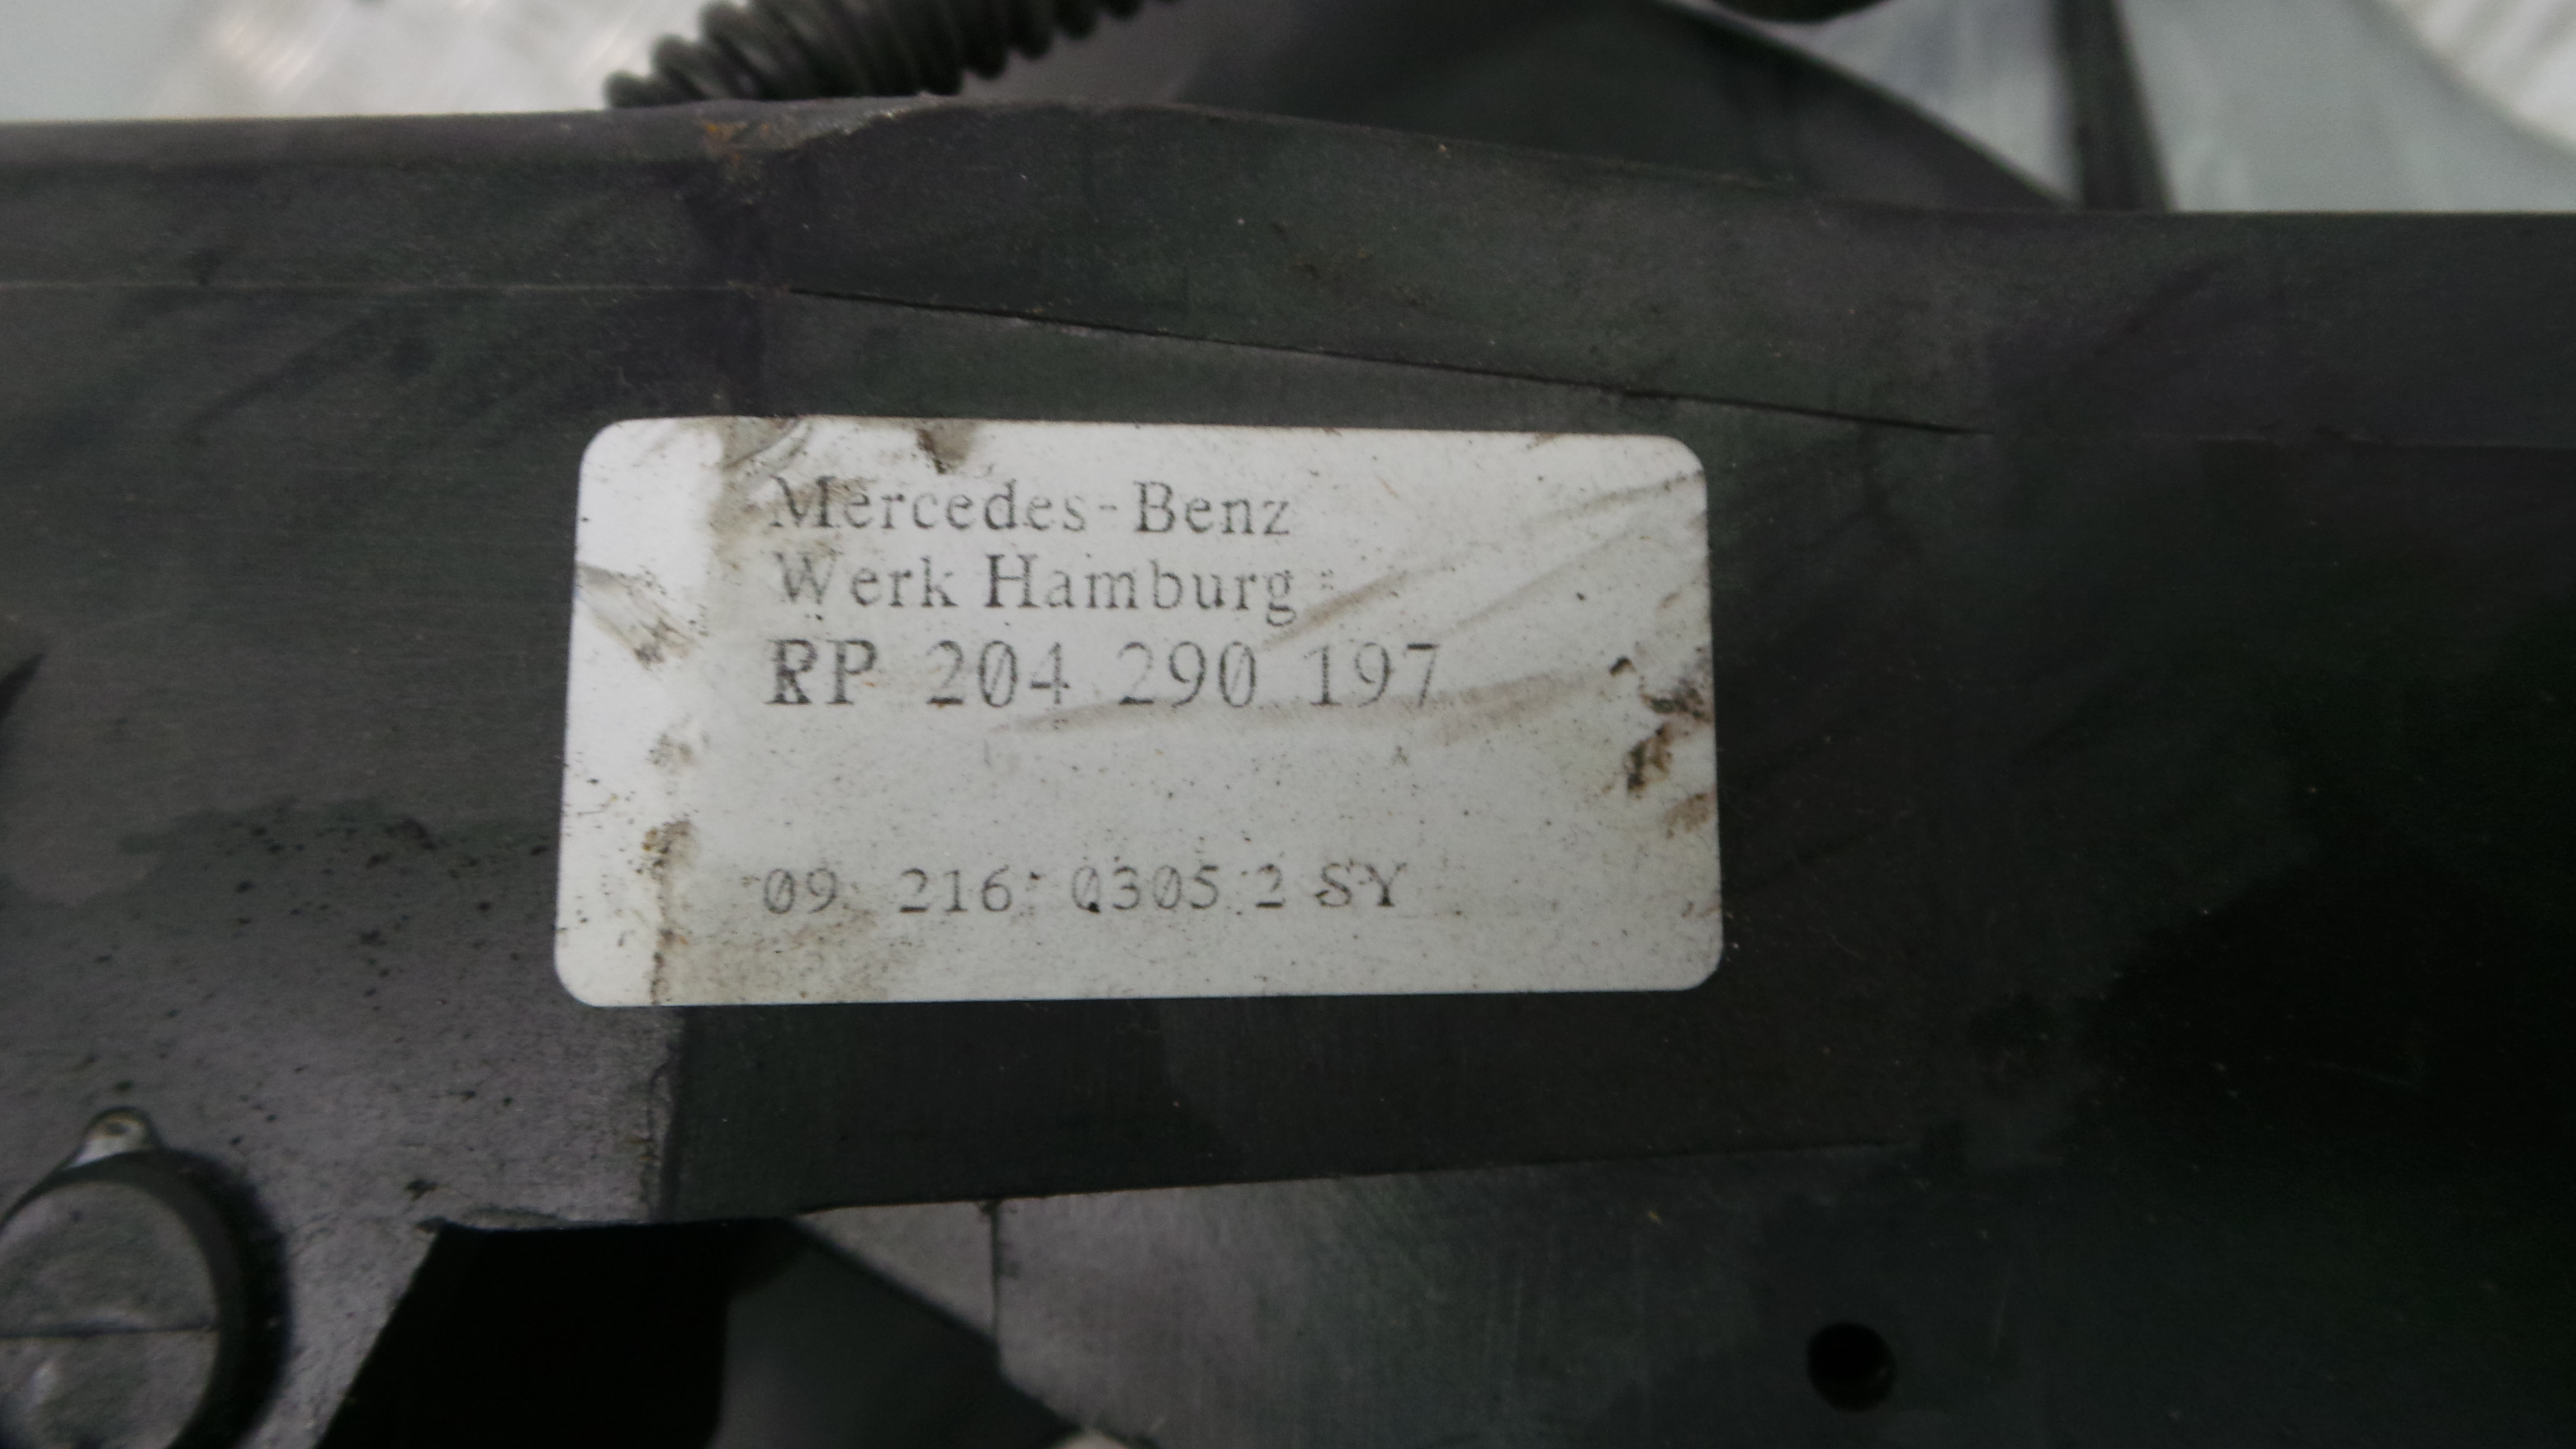 Mercedes-Benz
Werk Hamburg
RP 204 290 197
09 216 0305 2 SY